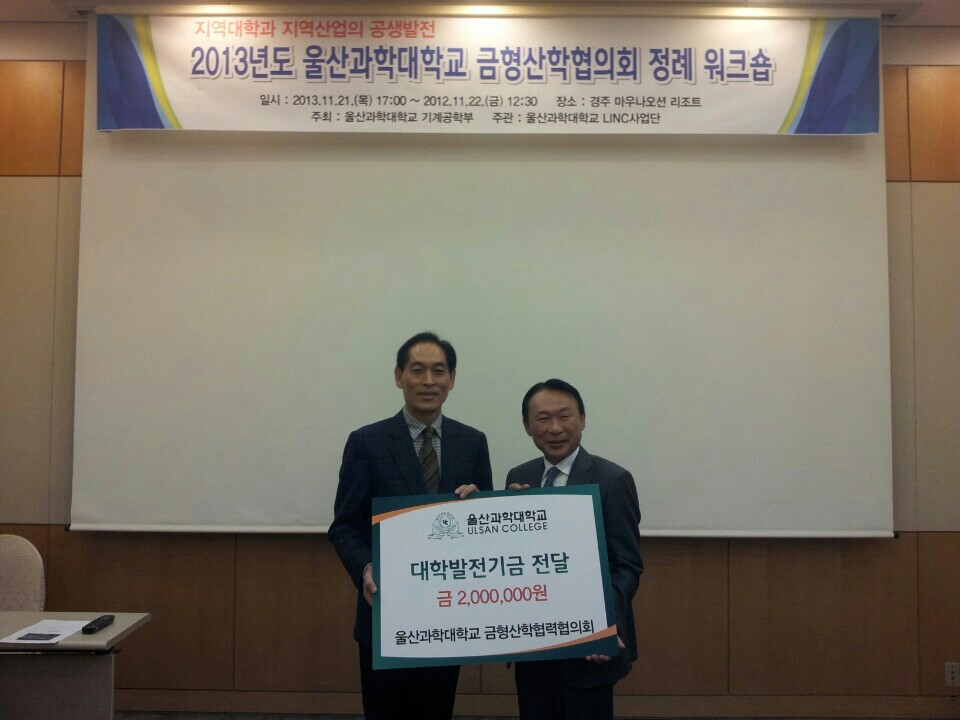 지역대학과 지역산업의 공생발전
2013년도 울산과학대학교 금형산학협의회 정례 워크숍
일시 : 2013.11.21.(목) 17:00 ~ 2012.11.22.(금) 12:30 장소 : 경주 마우나오션 리조트
주최 : 울산과학대학교 기계공학부 주관 : 울산과학대학교 LINC사업단
울산과학대학교
ULSAN COLLEGE
대학발전기금 전달
금 2,000,000원
울산과학대학교 금형산학협력협의회